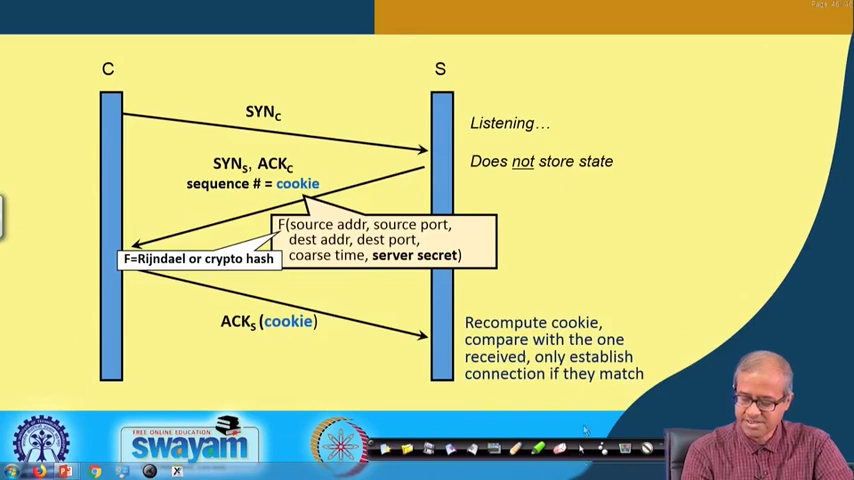 Page 46
C
S
SYNC
Listening…
Does not store state
SYNS, ACKC
sequence # = cookie
F(source addr, source port,
dest addr, dest port,
coarse time, server secret)
F=Rijndael or crypto hash
ACKS (cookie)
Recompute cookie,
compare with the one
received, only establish
connection if they match
FREE ONLINE EDUCATION
swayam